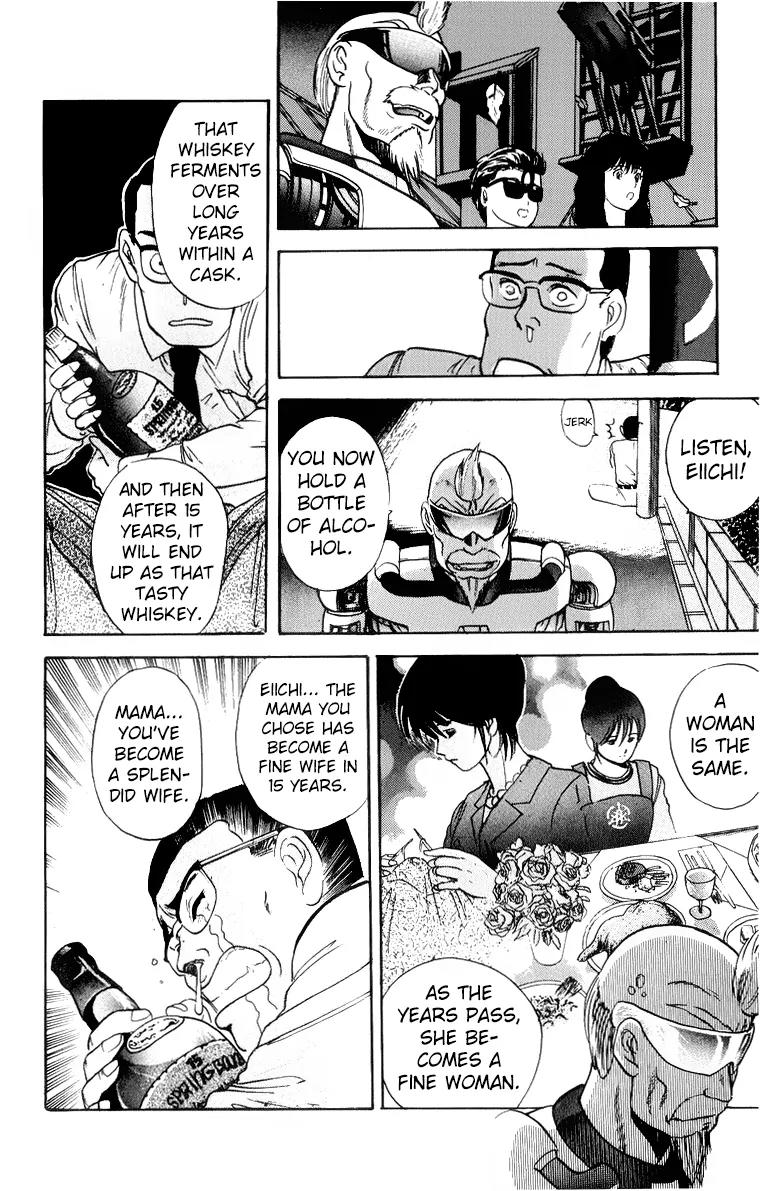 LISTEN,
EIICHI!
JERK
YOU NOW
HOLD A
BOTTLE
OF ALCO-
HOL.
THAT
WHISKEY
FERMENTS
OVER
LONG
YEARS
WITHIN A
CASK.
15
AND THEN
AFTER 15
YEARS, IT
WILL END
UP AS THAT
TASTY
WHISKEY.
A
WOMAN
IS THE
SAME.
AS THE
YEARS PASS,
SHE BE-
COMES A
FINE WOMAN.
EIICHI... THE
MAMA YOU
CHOSE HAS
BECOME A
FINE WIFE IN
15 YEARS.
MAMA...
YOU'VE
BECOME
A SPLEN-
DID WIFE.
15